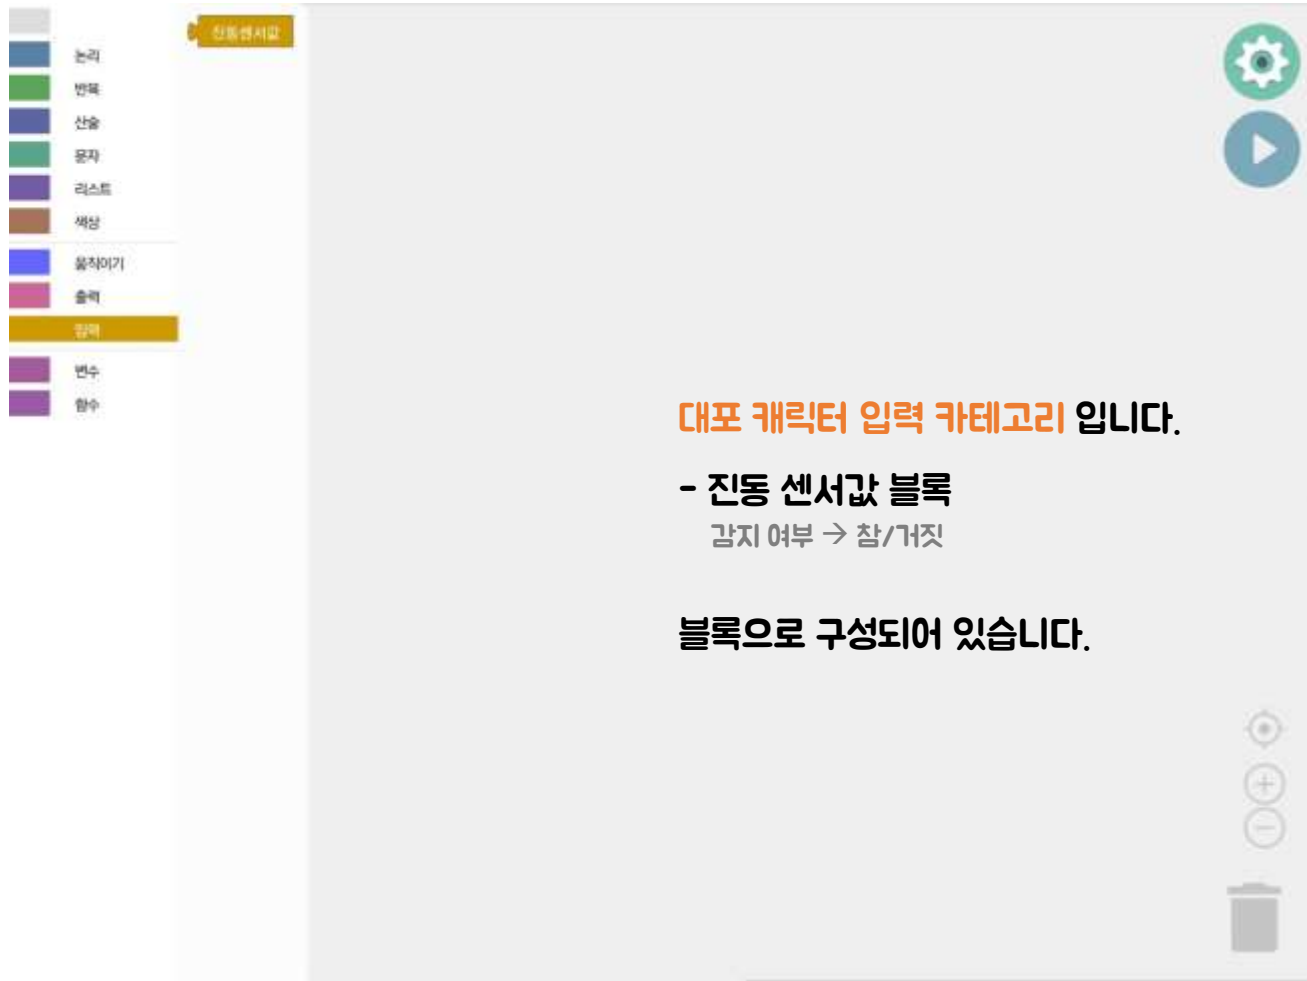 논리
반복
산술
문자
리스트
색상
움직이기
출력
입력
변수
함수
진동센서값
대포 캐릭터 입력 카테고리 입니다.
- 진동 센서값 블록
감지 여부 → 참/거짓
블록으로 구성되어 있습니다.